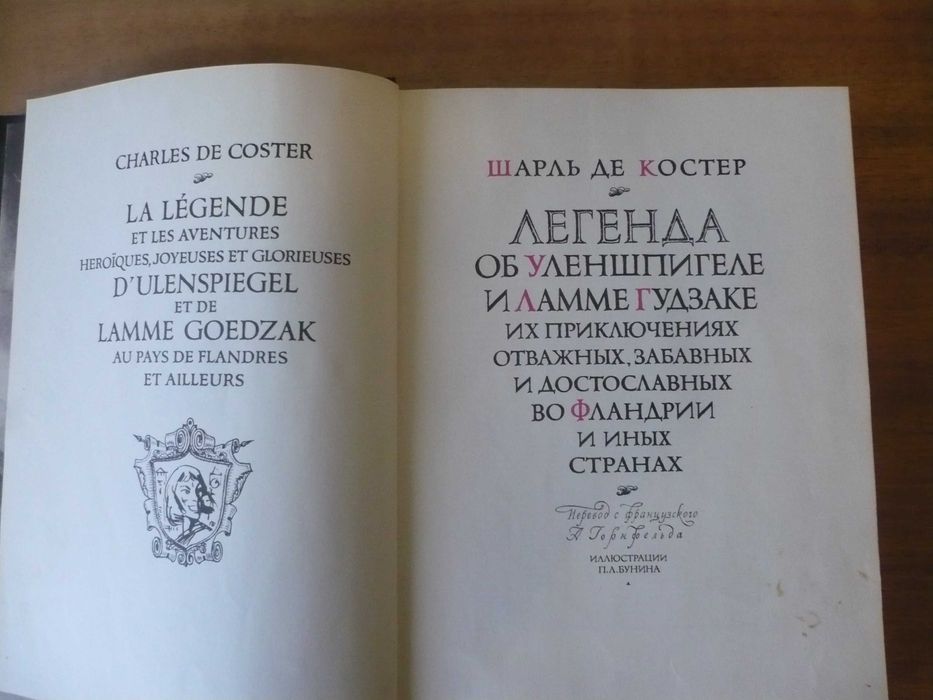 CHARLES DE COSTER
LA LÉGENDE
ET LES AVENTURES
HEROÏQUES, JOYEUSES ET GLORIEUSES
D'ULENSPIEGEL
ET DE
LAMME GOEDZAK
AU PAYS DE FLANDRES
ET AILLEURS
ШАРЛЬ ДЕ КОСТЕР
ЛЕГЕНДА
ОБ УЛЕНШПИГЕЛЕ
И ЛАММЕ ГУДЗАКЕ
ИХ ПРИКЛЮЧЕНИЯХ
ОТВАЖНЫХ, ЗАБАВНЫХ
И ДОСТОСЛАВНЫХ
ВО ФЛАНДРИИ
И ИНЫХ
СТРАНАХ
Перевод с французского
А. Горнфельда
ИЛЛЮСТРАЦИИ
П.Л.БУНИНА